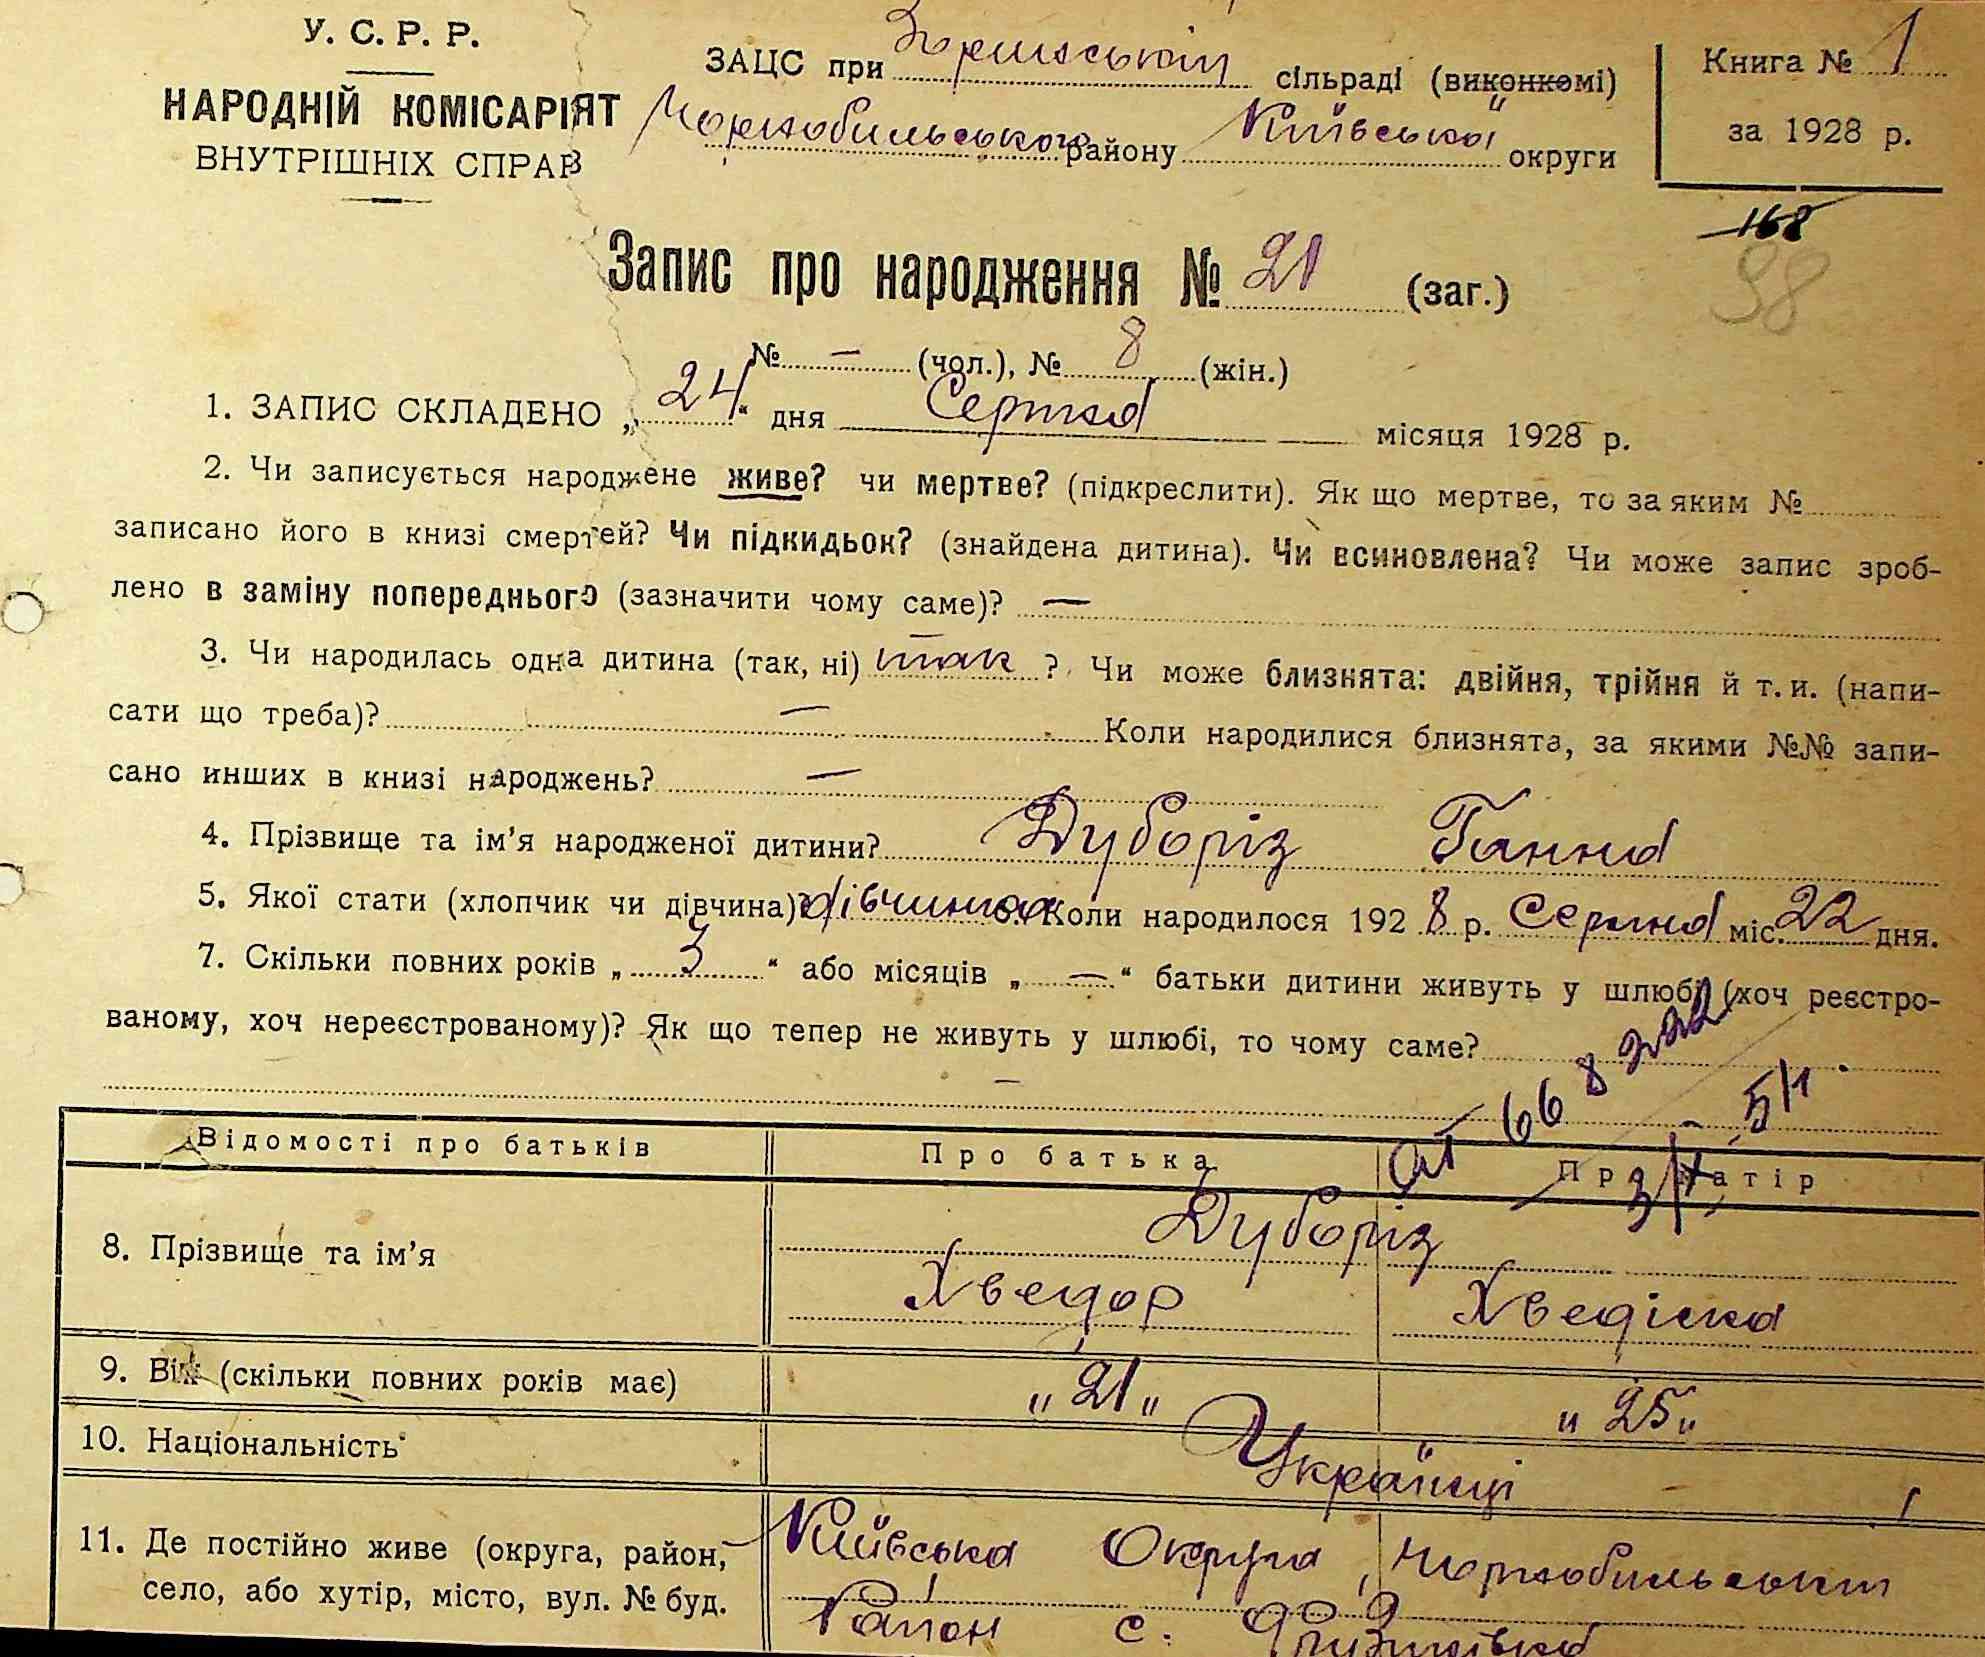 У. С. Р. Р.
НАРОДНІЙ КОМІСАРІЯТ
ВНУТРІШНІХ СПРАВ
ЗАЦС при сільраді (виконкомі)
Чорнобильського району Київської округи
Книга № 1
за 1928 р.
168
98
Запис про народження № 21 (заг.)
№ — (чол.), № 8 (жін.)
1. ЗАПИС СКЛАДЕНО „24“ дня Серпня місяця 1928 р.
2. Чи записується народжене живе? чи мертве? (підкреслити). Як що мертве, то за яким №
записано його в книзі смертей? Чи підкидьок? (знайдена дитина). Чи всиновлена? Чи може запис зроб-
лено в заміну попереднього (зазначити чому саме)? —
3. Чи народилась одна дитина (так, ні) так ? Чи може близнята: двійня, трійня й т. и. (напи-
сати що треба)? — Коли народилися близнята, за якими №№ запи-
сано инших в книзі народжень? —
4. Прізвище та ім’я народженої дитини? Дуборіз Ганна
5. Якої стати (хлопчик чи дівчина)? дівчинка 6. Коли народилося 1928 р. Серпня міс. 22 дня.
7. Скільки повних років „3“ або місяців „—“ батьки дитини живуть у шлюбі (хоч реєстро-
ваному, хоч нереєстрованому)? Як що тепер не живуть у шлюбі, то чому саме?
—
Відомості про батьків Про батька Про матір
8. Прізвище та ім’я Дуборіз
Хведор Хведіска
9. Вік (скільки повних років має) „21„ „25„
10. Національність Українці
11. Де постійно живе (округа, район,
село, або хутір, місто, вул. № буд.
Київська Округа, Чорнобильський
Район с.